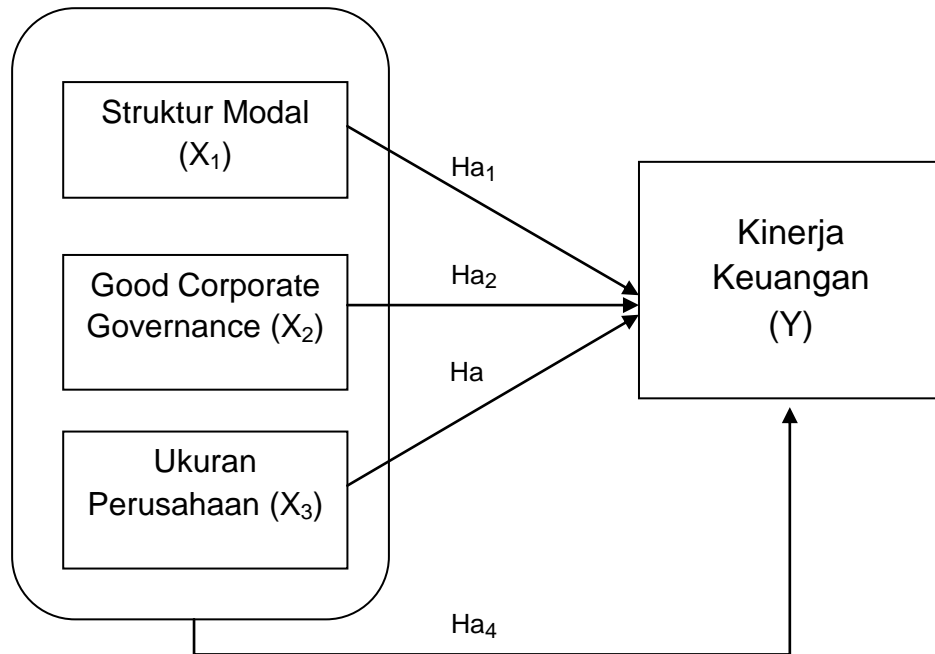 Struktur Modal
(X₁)
Ha₁
Good Corporate
Governance (X₂)
Ha₂
Kinerja
Keuangan
(Y)
Ha
Ukuran
Perusahaan (X₃)
Ha₄